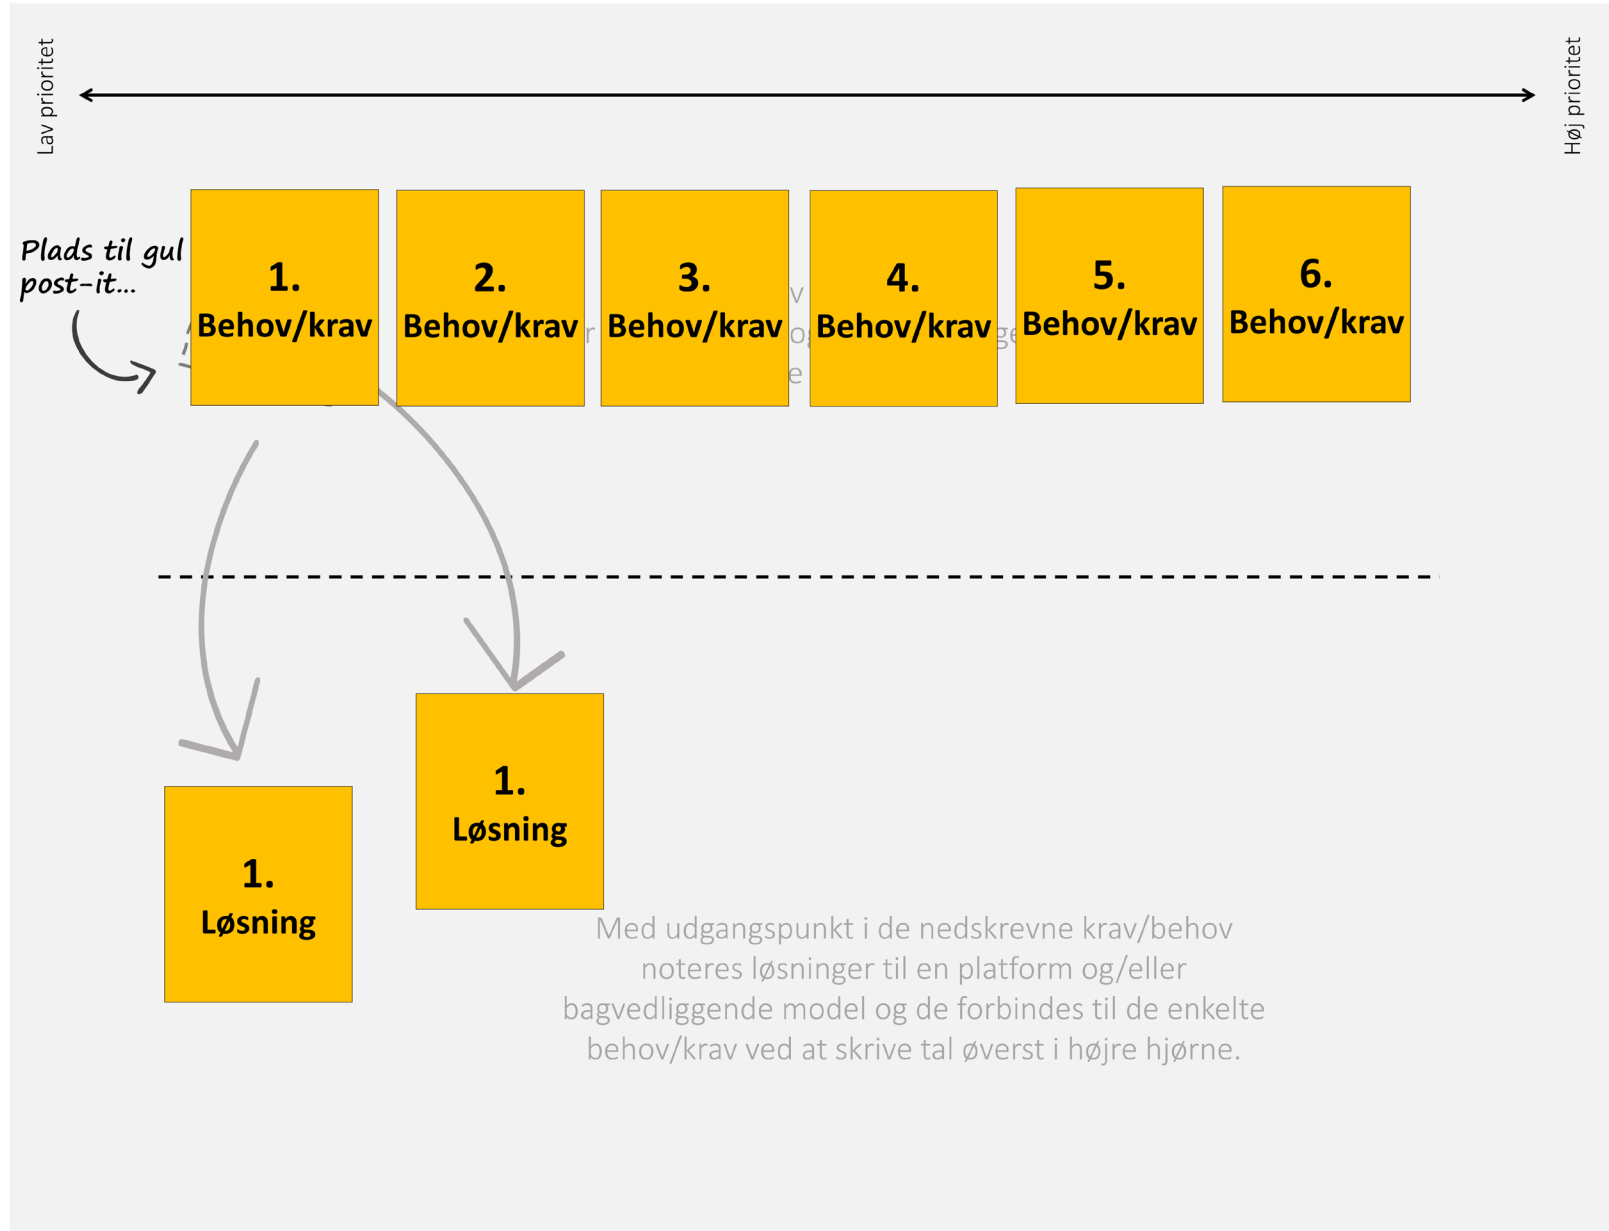 Lav prioritet
Høj prioritet
Plads til gul
post-it...
1.
Behov/krav
2.
Behov/krav
3.
Behov/krav
4.
Behov/krav
5.
Behov/krav
6.
Behov/krav
1.
Løsning
1.
Løsning
Med udgangspunkt i de nedskrevne krav/behov
noteres løsninger til en platform og/eller
bagvedliggende model og de forbindes til de enkelte
behov/krav ved at skrive tal øverst i højre hjørne.